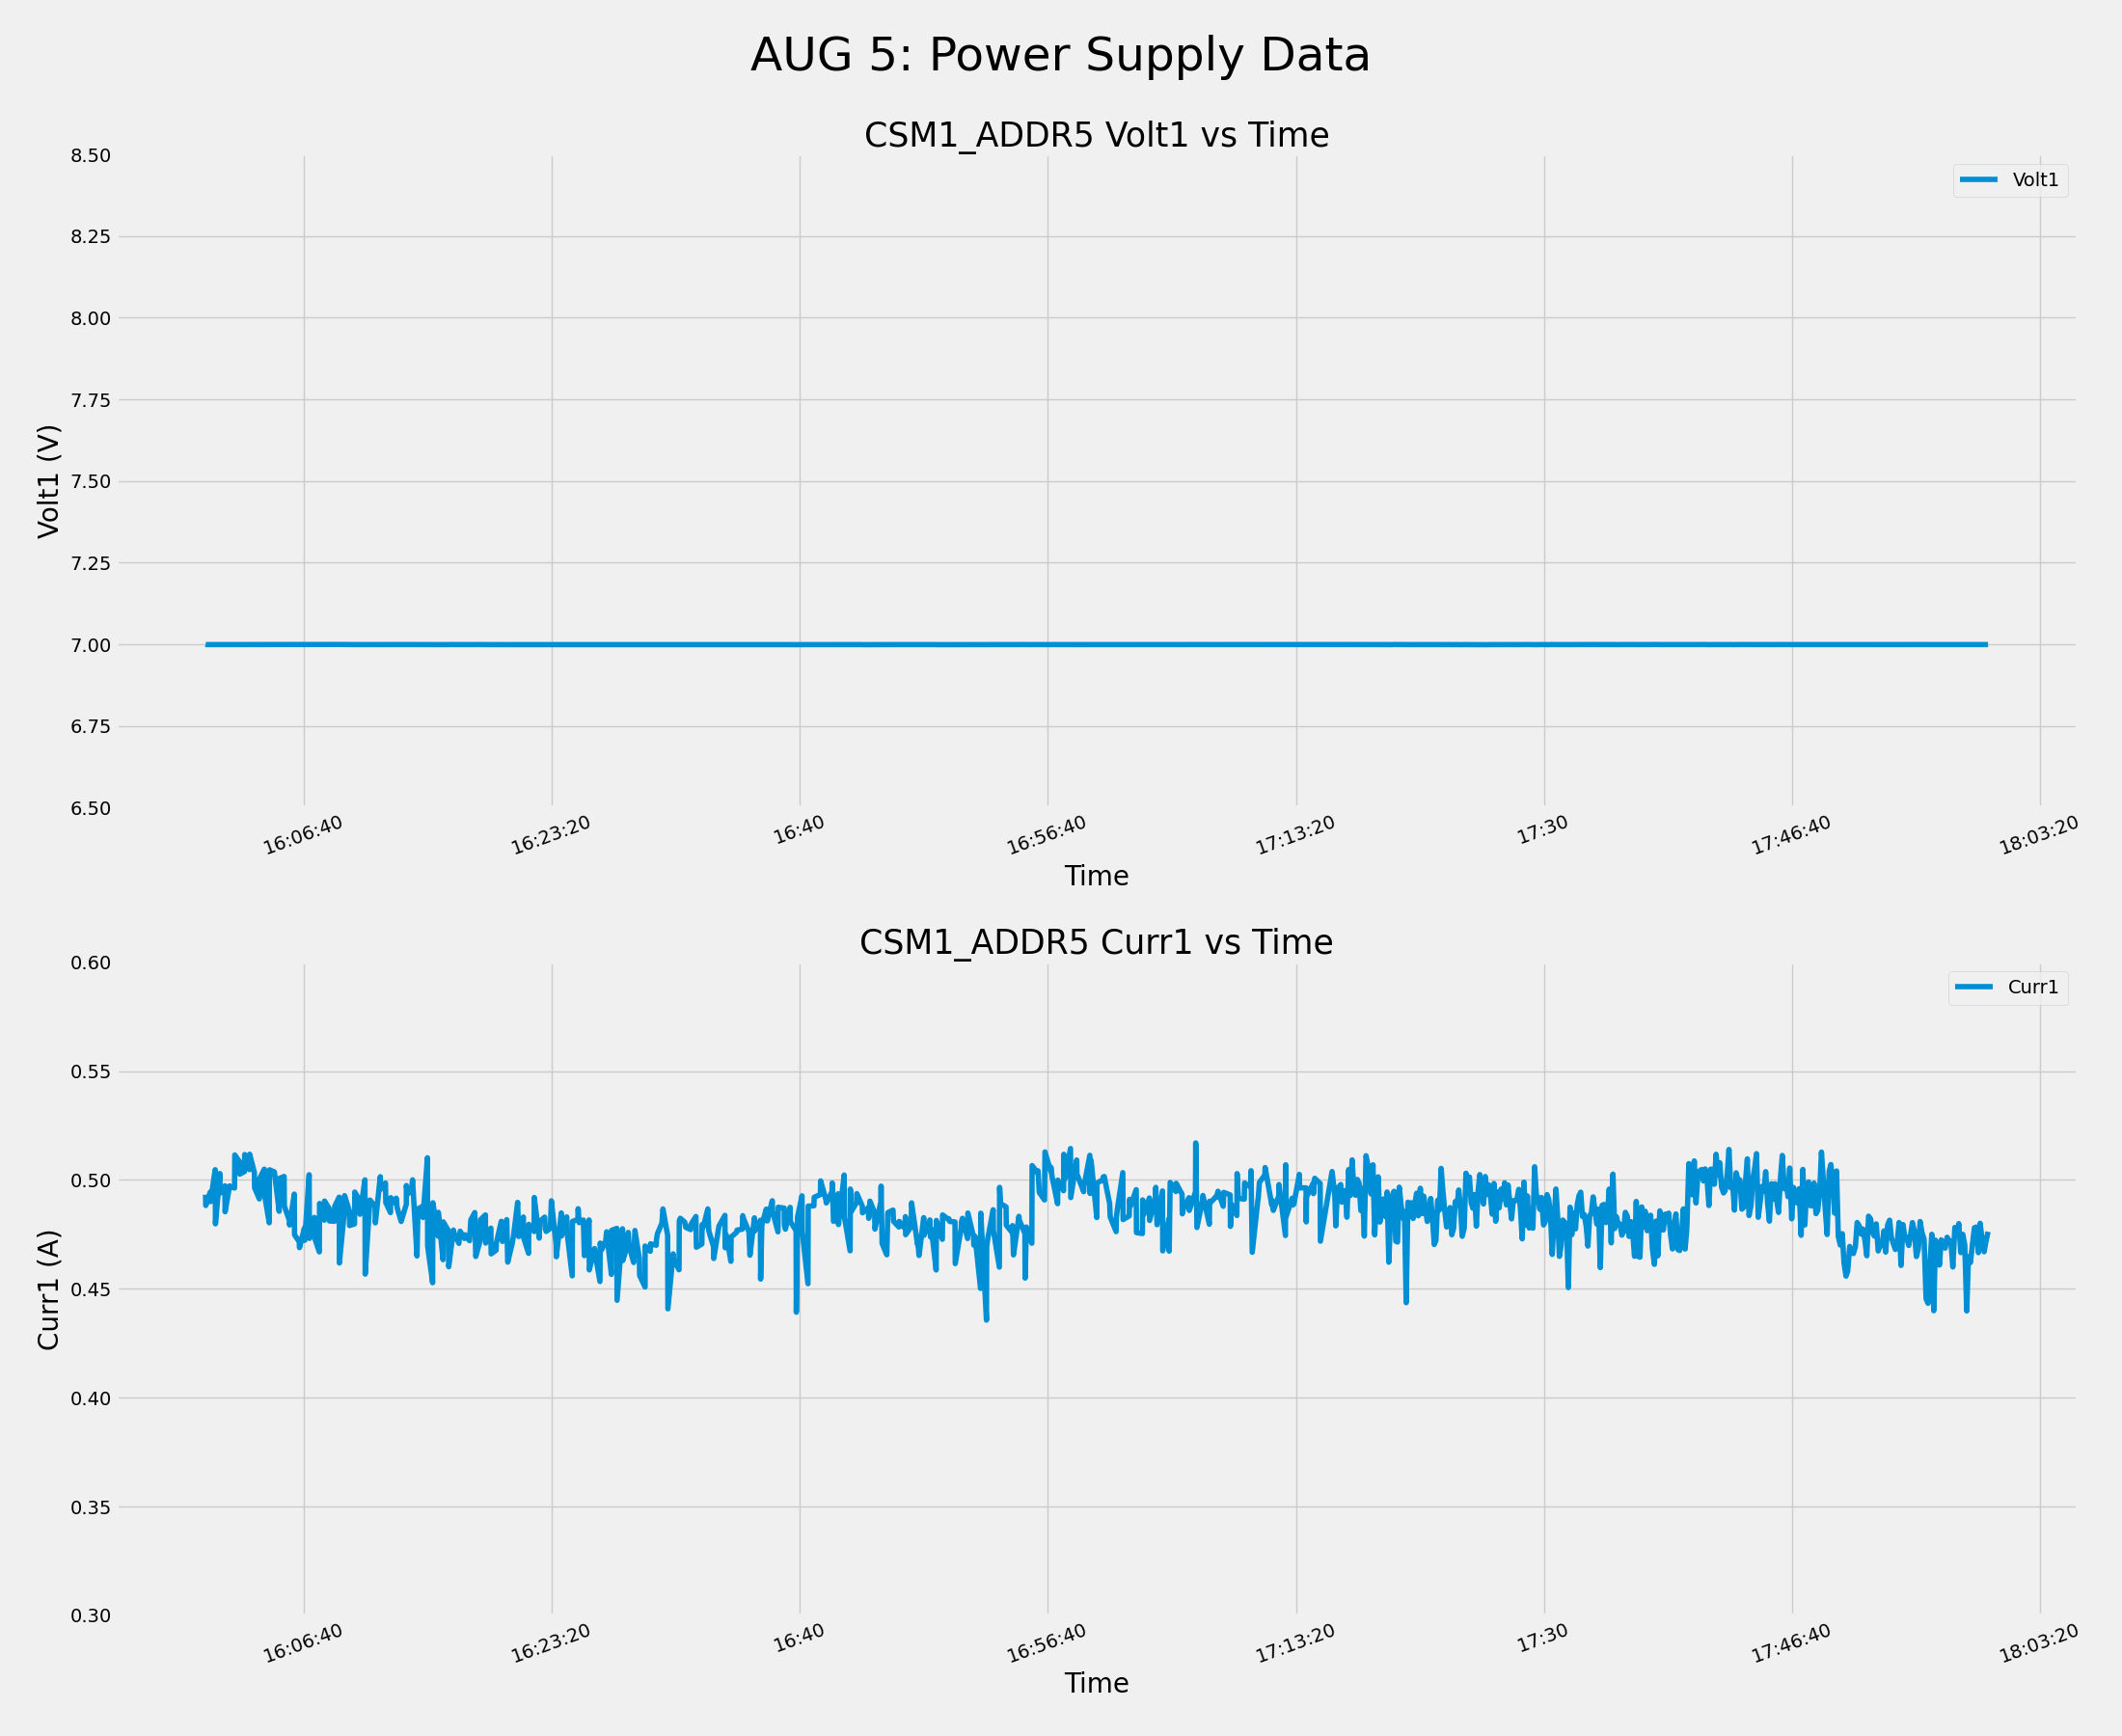 AUG 5: Power Supply Data
CSM1_ADDR5 Volt1 vs Time
Volt1
8.50
8.25
8.00
7.75
7.50
7.25
7.00
6.75
6.50
Volt1 (V)
16:06:40 16:23:20 16:40 16:56:40 17:13:20 17:30 17:46:40 18:03:20
Time
CSM1_ADDR5 Curr1 vs Time
Curr1
0.60
0.55
0.50
0.45
0.40
0.35
0.30
Curr1 (A)
16:06:40 16:23:20 16:40 16:56:40 17:13:20 17:30 17:46:40 18:03:20
Time